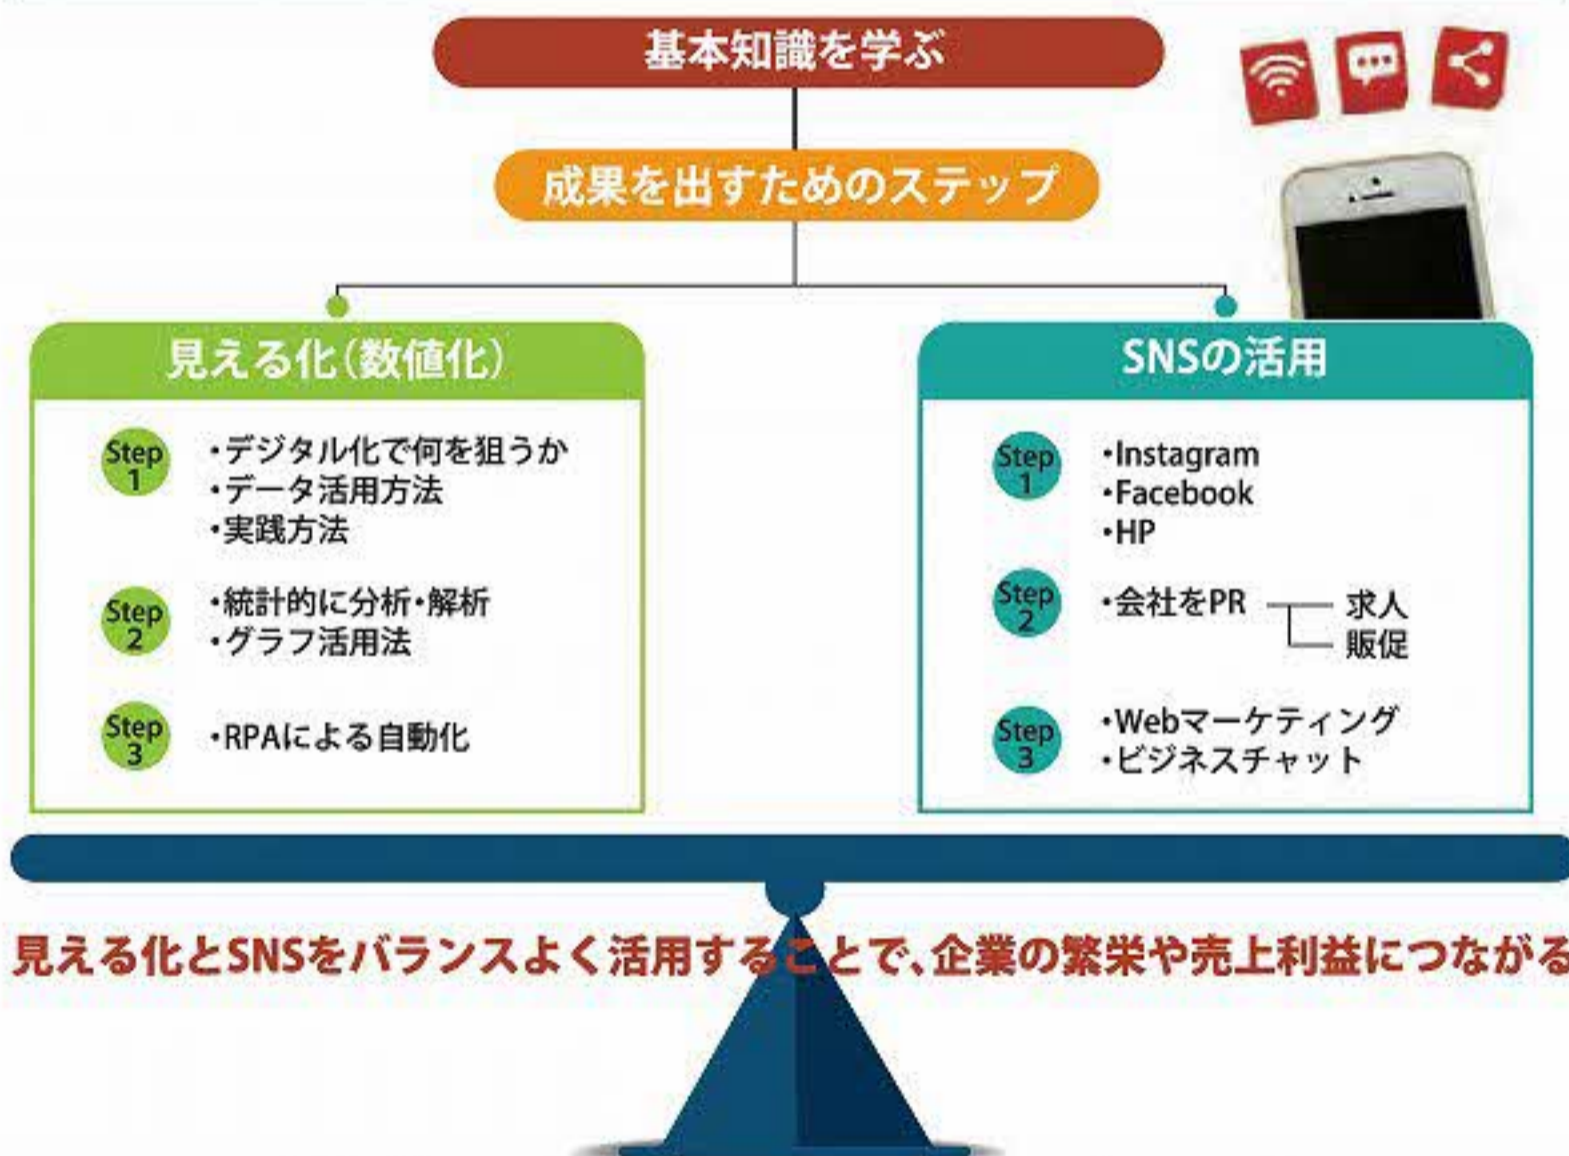 基本知識を学ぶ
成果を出すためのステップ
見える化(数値化)
Step
1
・デジタル化で何を狙うか
・データ活用方法
・実践方法
Step
2
・統計的に分析・解析
・グラフ活用法
Step
3
・RPAによる自動化
SNSの活用
Step
1
・Instagram
・Facebook
・HP
Step
2
・会社をPR 求人
販促
Step
3
・Webマーケティング
・ビジネスチャット
見える化とSNSをバランスよく活用することで、企業の繁栄や売上利益につながる